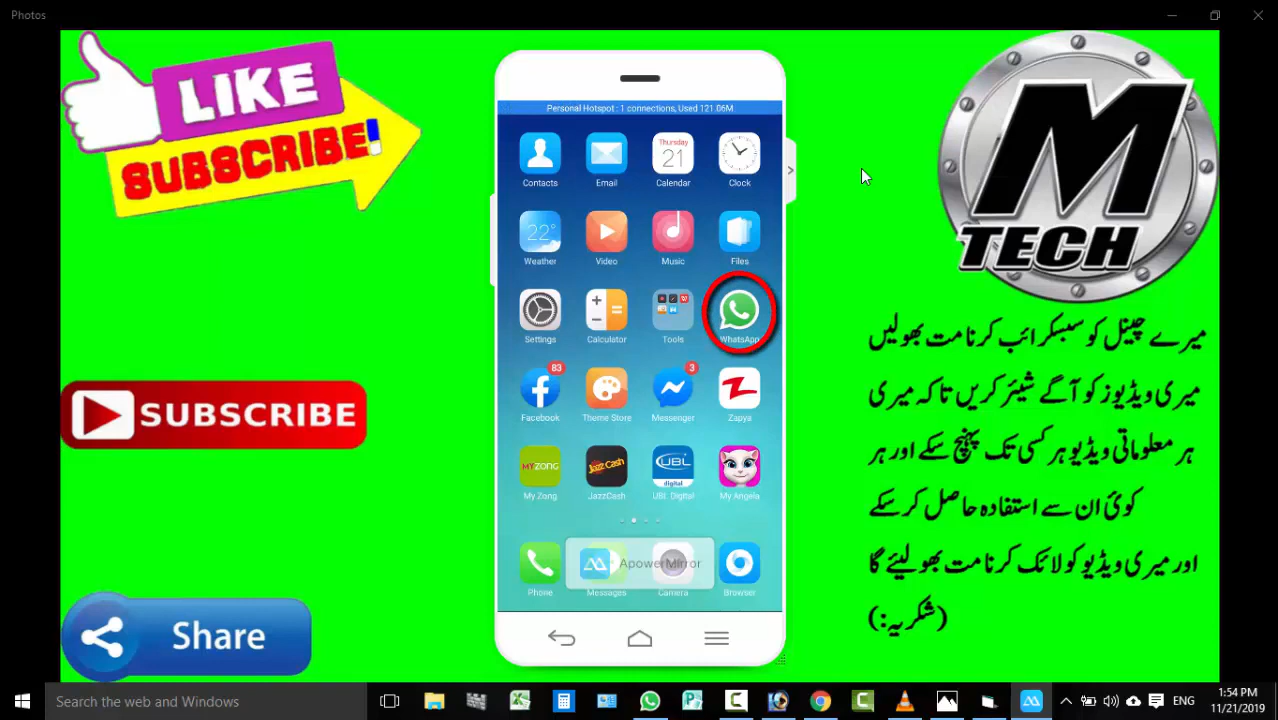 Photos
LIKE
SUBSCRIBE!
SUBSCRIBE
Share
Personal Hotspot : 1 connections, Used 121.06M
Contacts
Email
Thursday
21
Calendar
Clock
22°
Weather
Video
Music
Files
Settings
Calculator
Tools
WhatsApp
83
Facebook
Theme Store
3
Messenger
Zapya
MYZONG
My Zong
JazzCash
JazzCash
UBL
digital
UBL Digital
My Angela
ApowerMirror
Phone
Messages
Camera
Browser
M
TECH
میرے چینل کو سبسکرائب کرنا مت بھولیں
میری ویڈیوز کو آگے شیئر کریں تاکہ میری
ہر معلوماتی ویڈیو ہر کسی تک پہنچ سکے اور ہر
کوئ ان سے استفادہ حاصل کر سکے
اور میری ویڈیو کو لائک کرنا مت بھولیئے گا
(شکریہ:)
Search the web and Windows
ENG
1:54 PM
11/21/2019